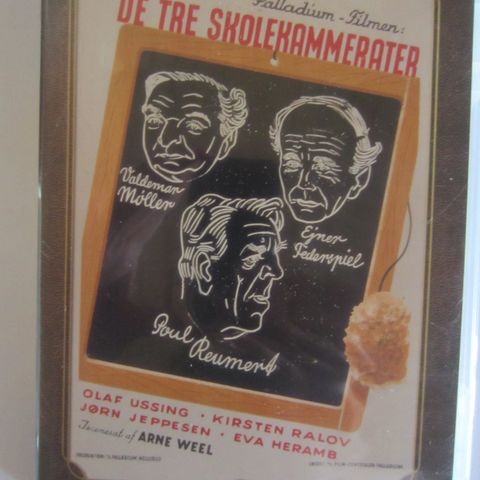 Palladium-Filmen:
DE TRE SKOLEKAMMERATER
Valdemar
Møller
Ejner
Federspiel
Poul Reumert
OLAF USSING · KIRSTEN RALOV
JØRN JEPPESEN · EVA HERAMB
Iscenesat af ARNE WEEL